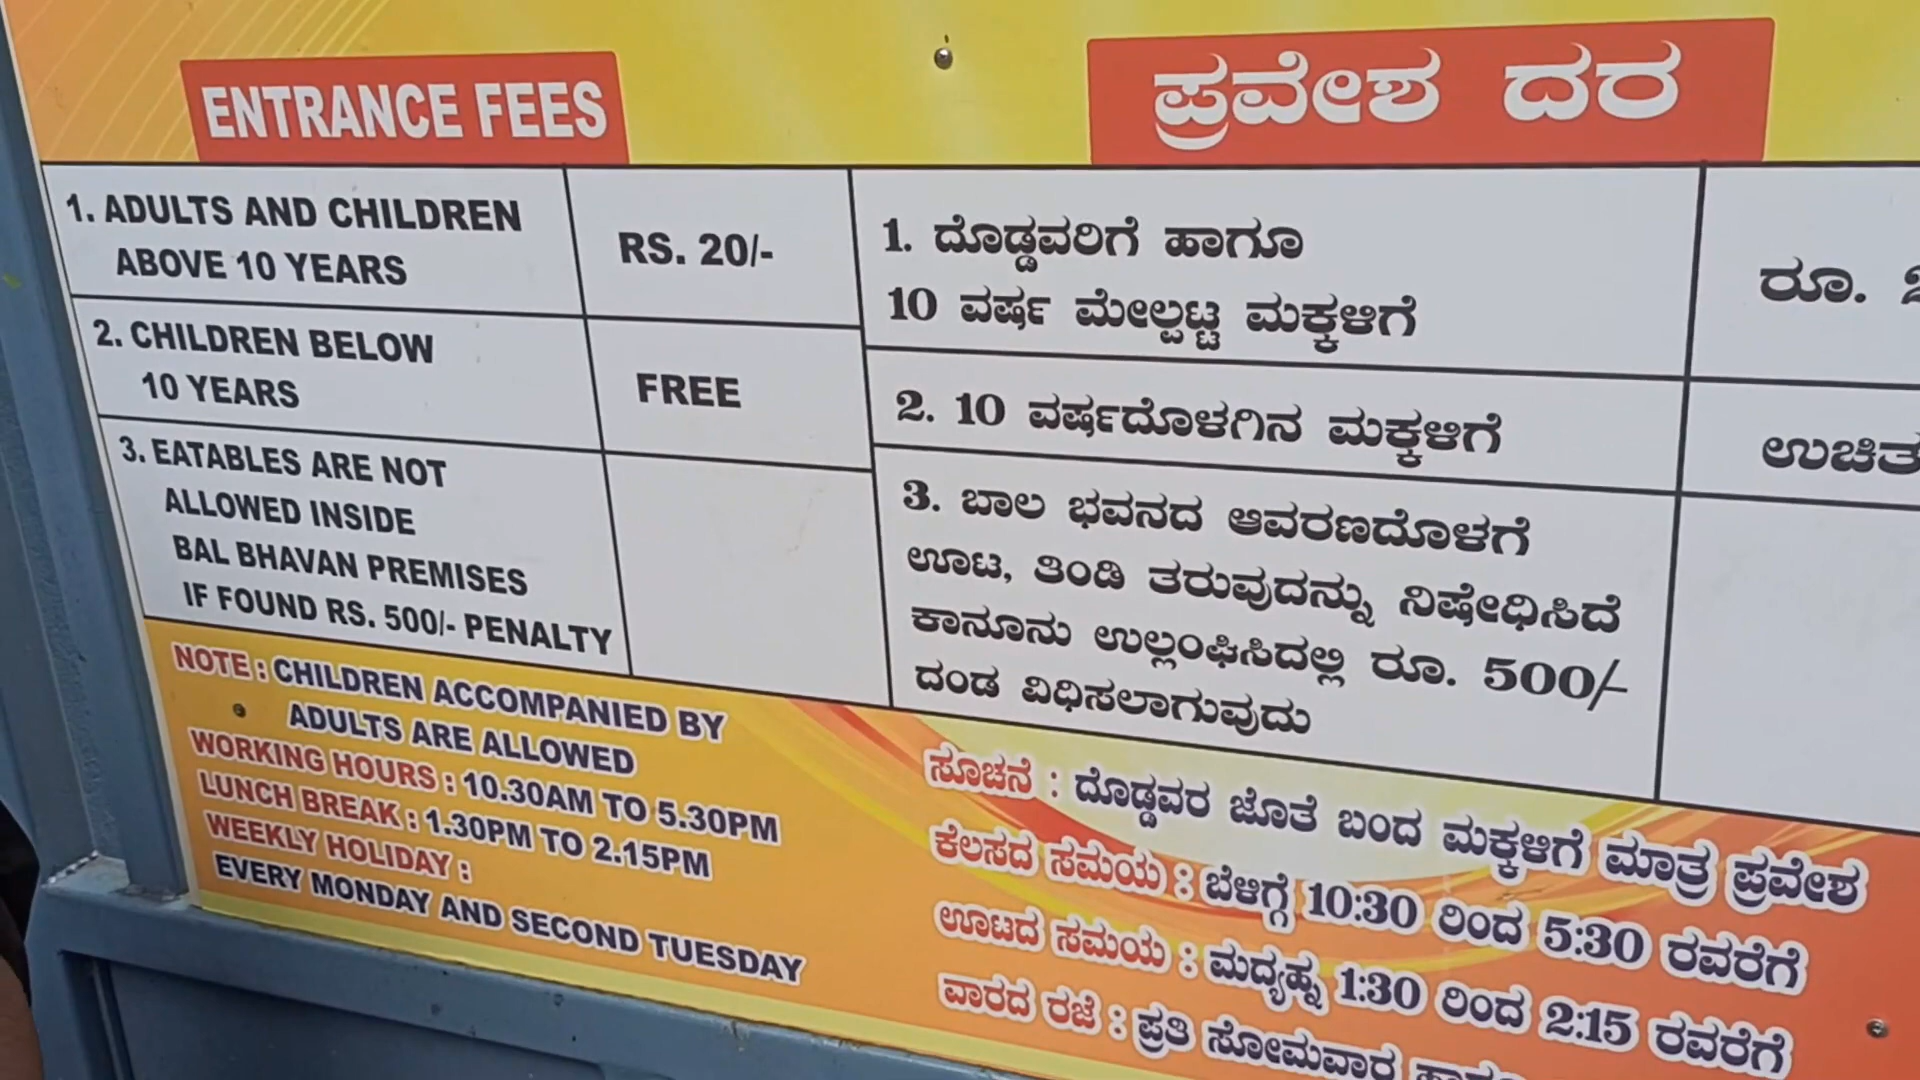 ENTRANCE FEES
1. ADULTS AND CHILDREN
ABOVE 10 YEARS
RS. 20/-
2. CHILDREN BELOW
10 YEARS
FREE
3. EATABLES ARE NOT
ALLOWED INSIDE
BAL BHAVAN PREMISES
IF FOUND RS. 500/- PENALTY
NOTE : CHILDREN ACCOMPANIED BY
ADULTS ARE ALLOWED
WORKING HOURS : 10.30AM TO 5.30PM
LUNCH BREAK : 1.30PM TO 2.15PM
WEEKLY HOLIDAY :
EVERY MONDAY AND SECOND TUESDAY
ಪ್ರವೇಶ ದರ
1. ದೊಡ್ಡವರಿಗೆ ಹಾಗೂ
10 ವರ್ಷ ಮೇಲ್ಪಟ್ಟ ಮಕ್ಕಳಿಗೆ
ರೂ.
2. 10 ವರ್ಷದೊಳಗಿನ ಮಕ್ಕಳಿಗೆ
ಉಚಿತ
3. ಬಾಲ ಭವನದ ಆವರಣದೊಳಗೆ
ಊಟ, ತಿಂಡಿ ತರುವುದನ್ನು ನಿಷೇಧಿಸಿದೆ
ಕಾನೂನು ಉಲ್ಲಂಘಿಸಿದಲ್ಲಿ ರೂ. 500/-
ದಂಡ ವಿಧಿಸಲಾಗುವುದು
ಸೂಚನೆ : ದೊಡ್ಡವರ ಜೊತೆ ಬಂದ ಮಕ್ಕಳಿಗೆ ಮಾತ್ರ ಪ್ರವೇಶ
ಕೆಲಸದ ಸಮಯ : ಬೆಳಿಗ್ಗೆ 10:30 ರಿಂದ 5:30 ರವರೆಗೆ
ಊಟದ ಸಮಯ : ಮದ್ಯಹ್ನ 1:30 ರಿಂದ 2:15 ರವರೆಗೆ
ವಾರದ ರಜೆ : ಪ್ರತಿ ಸೋಮವಾರ